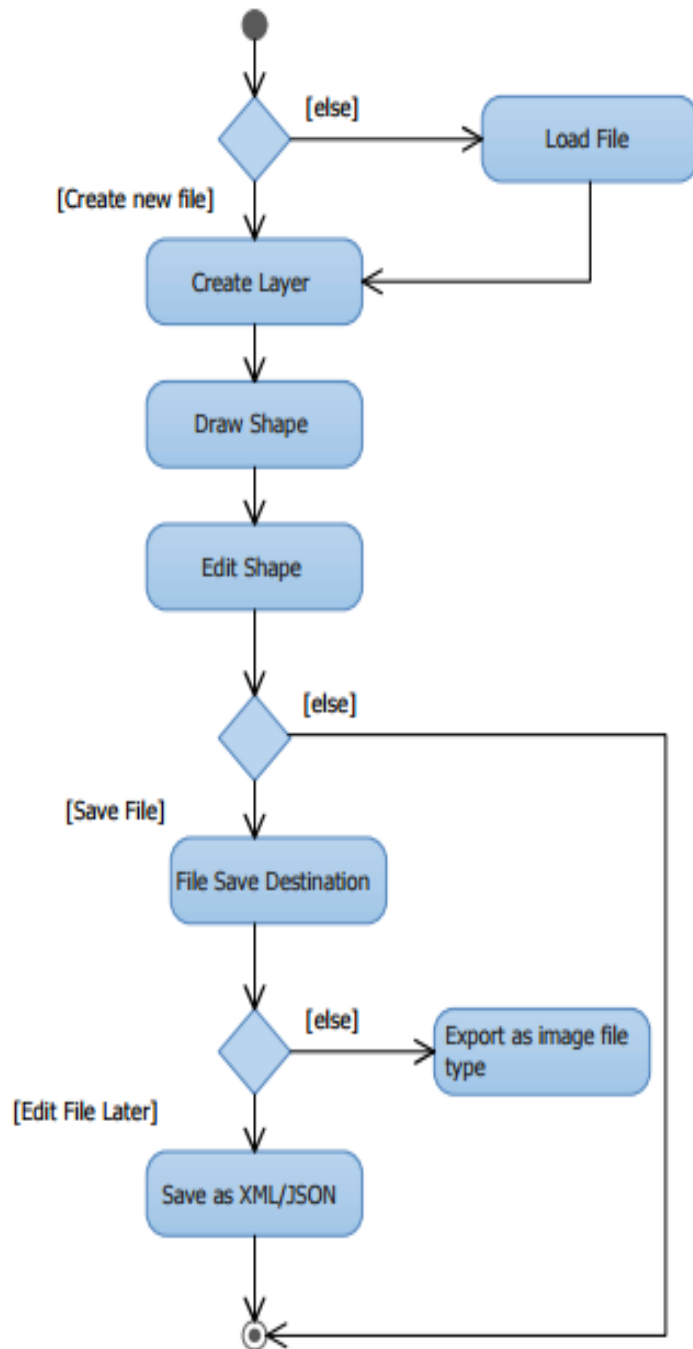 [else]
Load File
[Create new file]
Create Layer
Draw Shape
Edit Shape
[else]
[Save File]
File Save Destination
[else]
Export as image file
type
[Edit File Later]
Save as XML/JSON